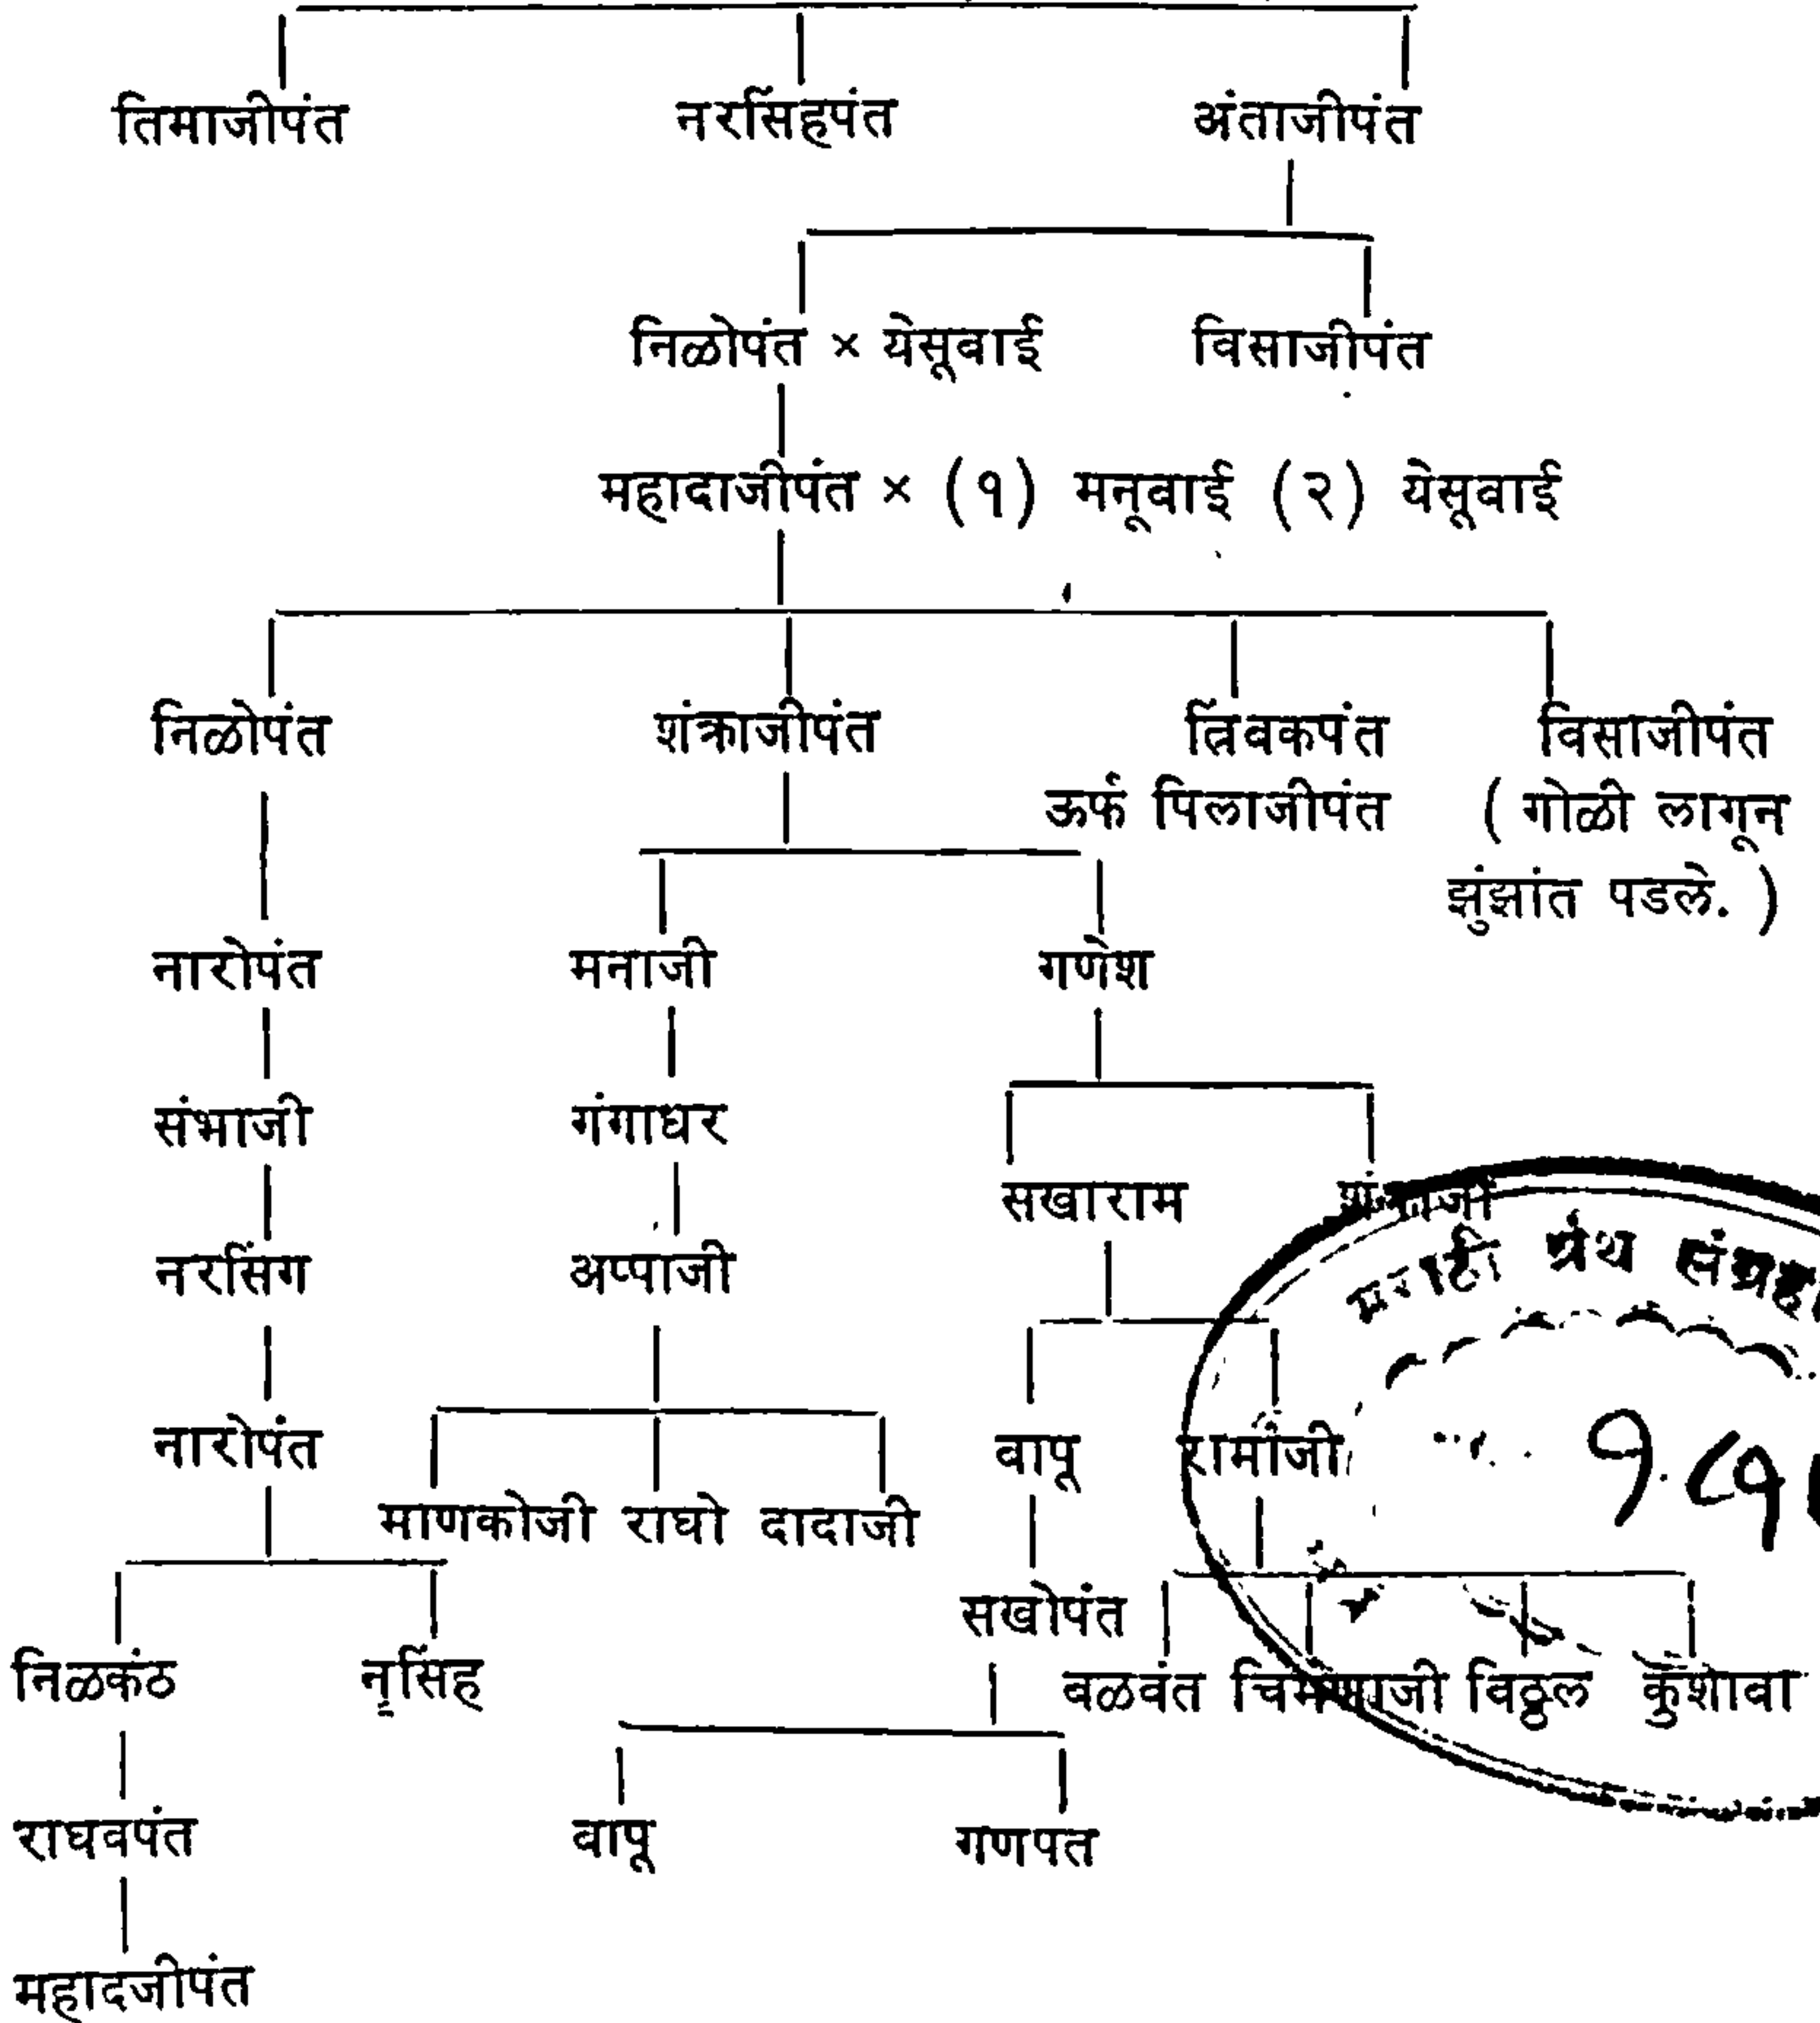 तिमाजीपंत नरसिंहपंत अंताजीपंत
निळोपंत × येसूबाई विसाजीपंत
महादाजीपंत × (१) मनूबाई (२) येसूबाई
निळोपंत शंक्राजीपंत त्रिंबकपंत विसाजीपंत
ऊर्फ पिलाजीपंत ( गोळी लागून
झुंझांत पडले. )
नारोपंत मनाजी गणेश
संभाजी गंगाधर
सखाराम
ग्रंथ
नरसिंग अप्पाजी
नारोपंत बापू रामाजी
माणकोजी राघो दादाजी
सखोपंत
निळकंठ नृसिंह बळवंत चिमणाजी विठ्ठल कुशाबा
राघवपंत बापू गणपत
महादजीपंत